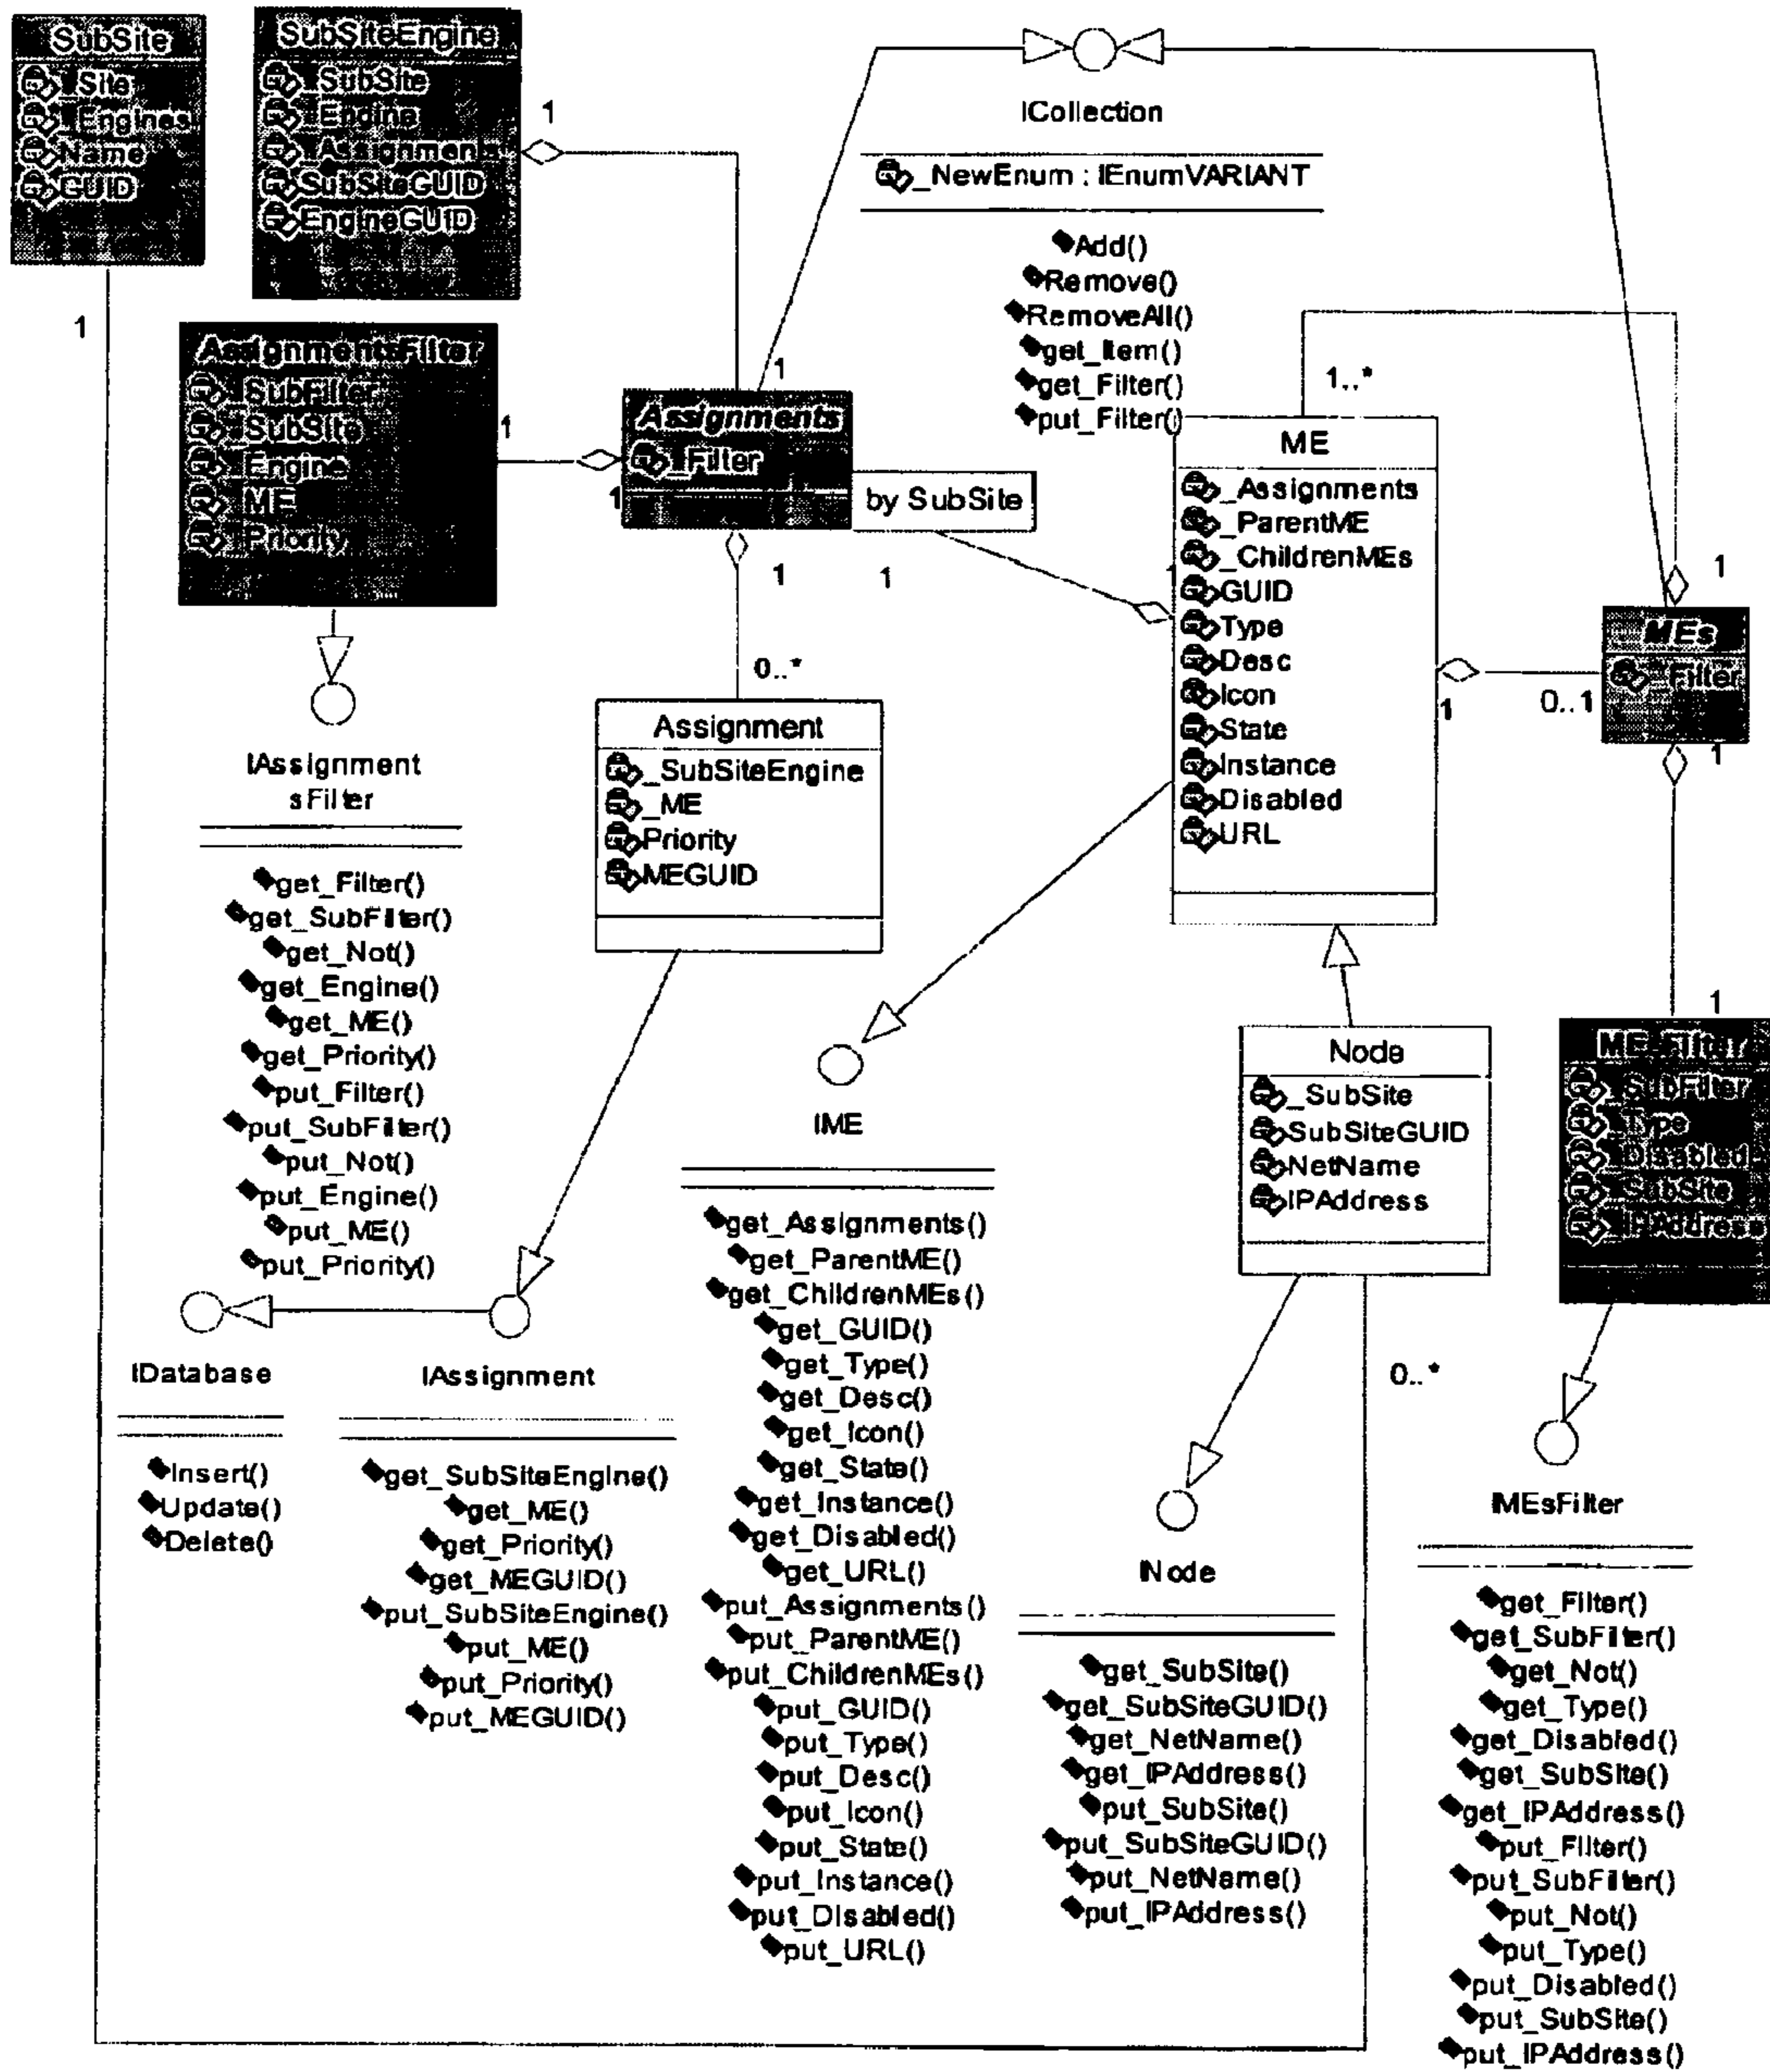 SubSite
_Site
_Engines
Name
GUID
SubSiteEngine
_SubSite
_Engine
_Assignments
SubSiteGUID
EngineGUID
1
1
ICollection
_NewEnum : IEnumVARIANT
Add()
Remove()
RemoveAll()
get_Item()
get_Filter()
put_Filter()
AssignmentsFilter
_SubFilter
_SubSite
_Engine
_ME
_Priority
1
1
1
Assignments
_Filter
by SubSite
1
1
1
0..*
ME
_Assignments
_ParentME
_ChildrenMEs
GUID
Type
Desc
Icon
State
Instance
Disabled
URL
1..*
1
1
0..1
MEs
_Filter
1
1
Assignment
_SubSiteEngine
_ME
Priority
MEGUID
Node
_SubSite
SubSiteGUID
NetName
IPAddress
0..*
MEsFilter
_SubFilter
_Type
_Disabled
_SubSite
_IPAddress
IAssignment
sFilter
get_Filter()
get_SubFilter()
get_Not()
get_Engine()
get_ME()
get_Priority()
put_Filter()
put_SubFilter()
put_Not()
put_Engine()
put_ME()
put_Priority()
IDatabase
Insert()
Update()
Delete()
IAssignment
get_SubSiteEngine()
get_ME()
get_Priority()
get_MEGUID()
put_SubSiteEngine()
put_ME()
put_Priority()
put_MEGUID()
IME
get_Assignments()
get_ParentME()
get_ChildrenMEs()
get_GUID()
get_Type()
get_Desc()
get_Icon()
get_State()
get_Instance()
get_Disabled()
get_URL()
put_Assignments()
put_ParentME()
put_ChildrenMEs()
put_GUID()
put_Type()
put_Desc()
put_Icon()
put_State()
put_Instance()
put_Disabled()
put_URL()
INode
get_SubSite()
get_SubSiteGUID()
get_NetName()
get_IPAddress()
put_SubSite()
put_SubSiteGUID()
put_NetName()
put_IPAddress()
IMEsFilter
get_Filter()
get_SubFilter()
get_Not()
get_Type()
get_Disabled()
get_SubSite()
get_IPAddress()
put_Filter()
put_SubFilter()
put_Not()
put_Type()
put_Disabled()
put_SubSite()
put_IPAddress()